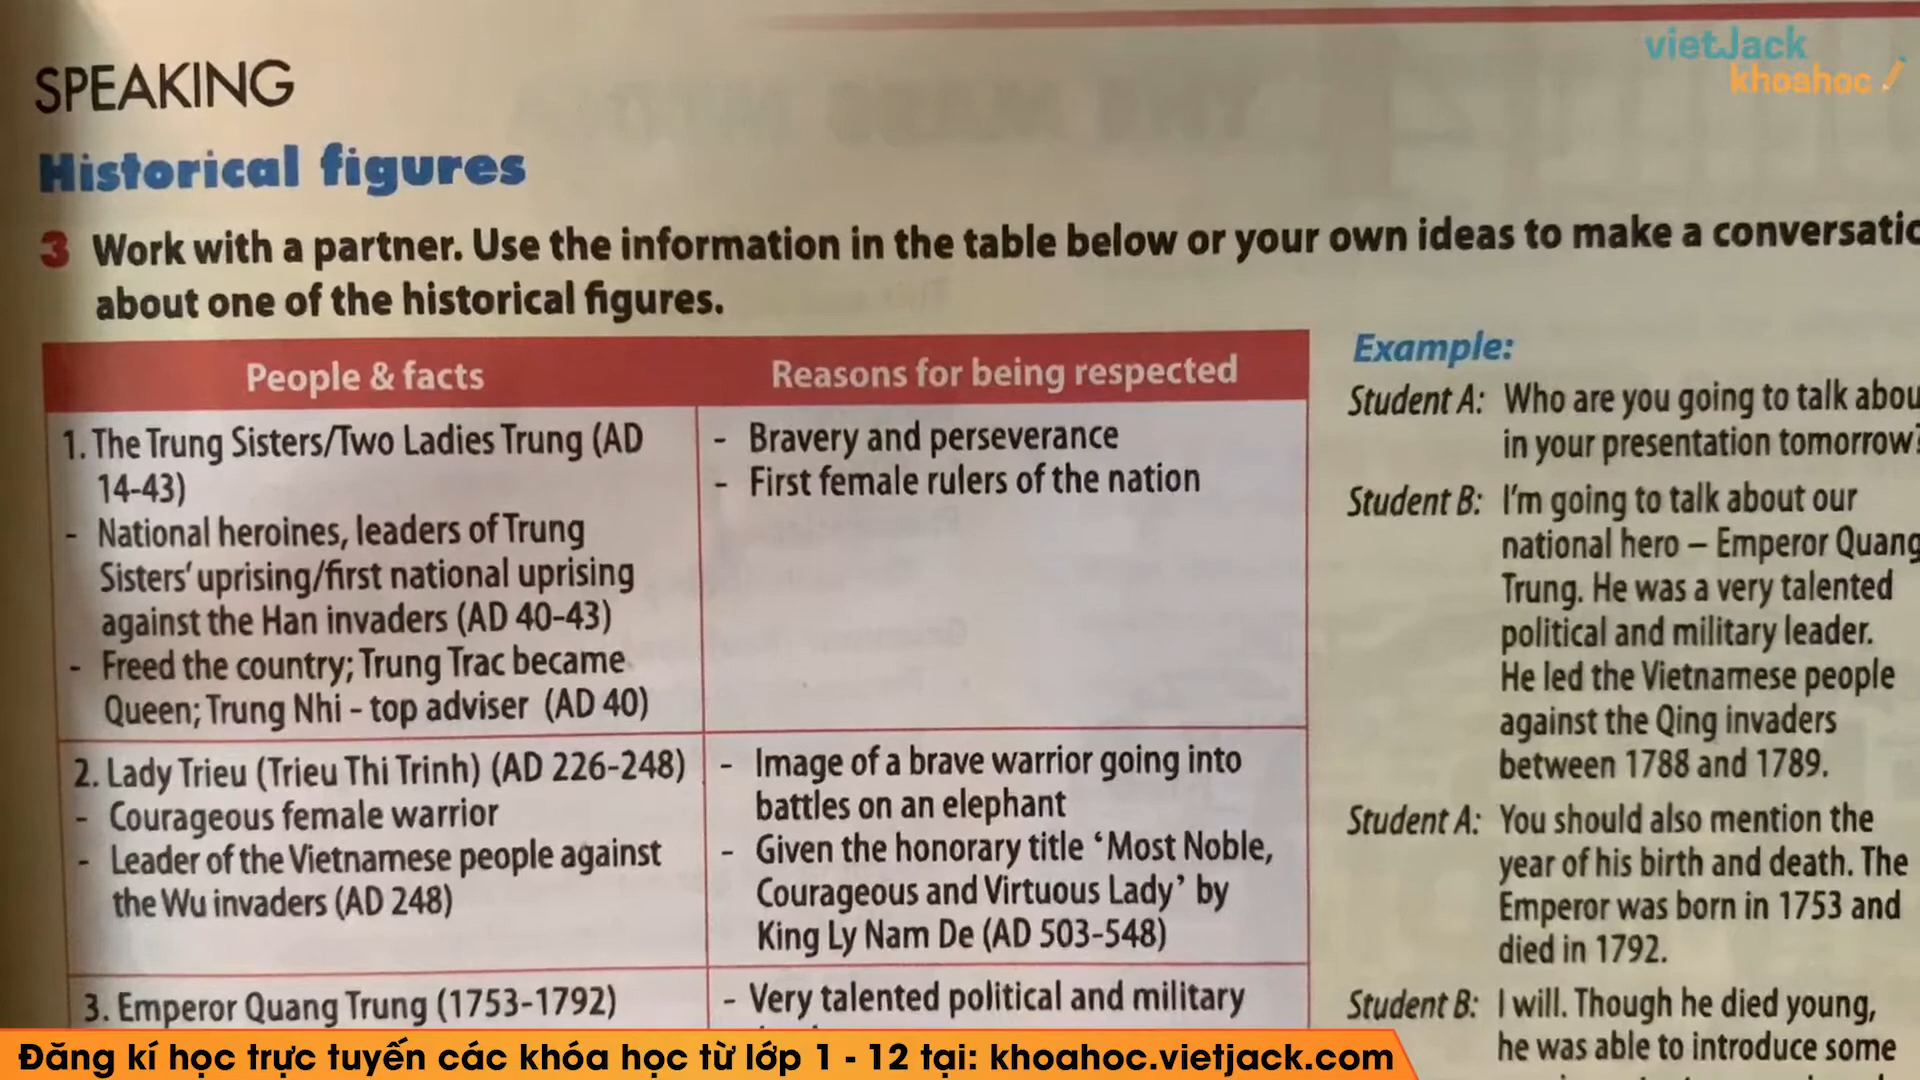 vietJack
khoahoc
SPEAKING
Historical figures
3 Work with a partner. Use the information in the table below or your own ideas to make a
about one of the historical figures.
People & facts
Reasons for being respected
1. The Trung Sisters/Two Ladies Trung (AD
14-43)
- National heroines, leaders of Trung
Sisters' uprising/first national uprising
against the Han invaders (AD 40-43)
- Freed the country; Trung Trac became
Queen; Trung Nhi - top adviser (AD 40)
- Bravery and perseverance
- First female rulers of the nation
2. Lady Trieu (Trieu Thi Trinh) (AD 226-248)
- Courageous female warrior
- Leader of the Vietnamese people against
the Wu invaders (AD 248)
- Image of a brave warrior going into
battles on an elephant
- Given the honorary title ‘Most Noble,
Courageous and Virtuous Lady’ by
King Ly Nam De (AD 503-548)
3. Emperor Quang Trung (1753-1792)
- Very talented political and military
Example:
Student A: Who are you going to talk abou
in your presentation tomorrow?
Student B: I'm going to talk about our
national hero – Emperor Quang
Trung. He was a very talented
political and military leader.
He led the Vietnamese people
against the Qing invaders
between 1788 and 1789.
Student A: You should also mention the
year of his birth and death. The
Emperor was born in 1753 and
died in 1792.
Student B: I will. Though he died young,
he was able to introduce some
Đăng kí học trực tuyến các khóa học từ lớp 1 - 12 tại: khoahoc.vietjack.com